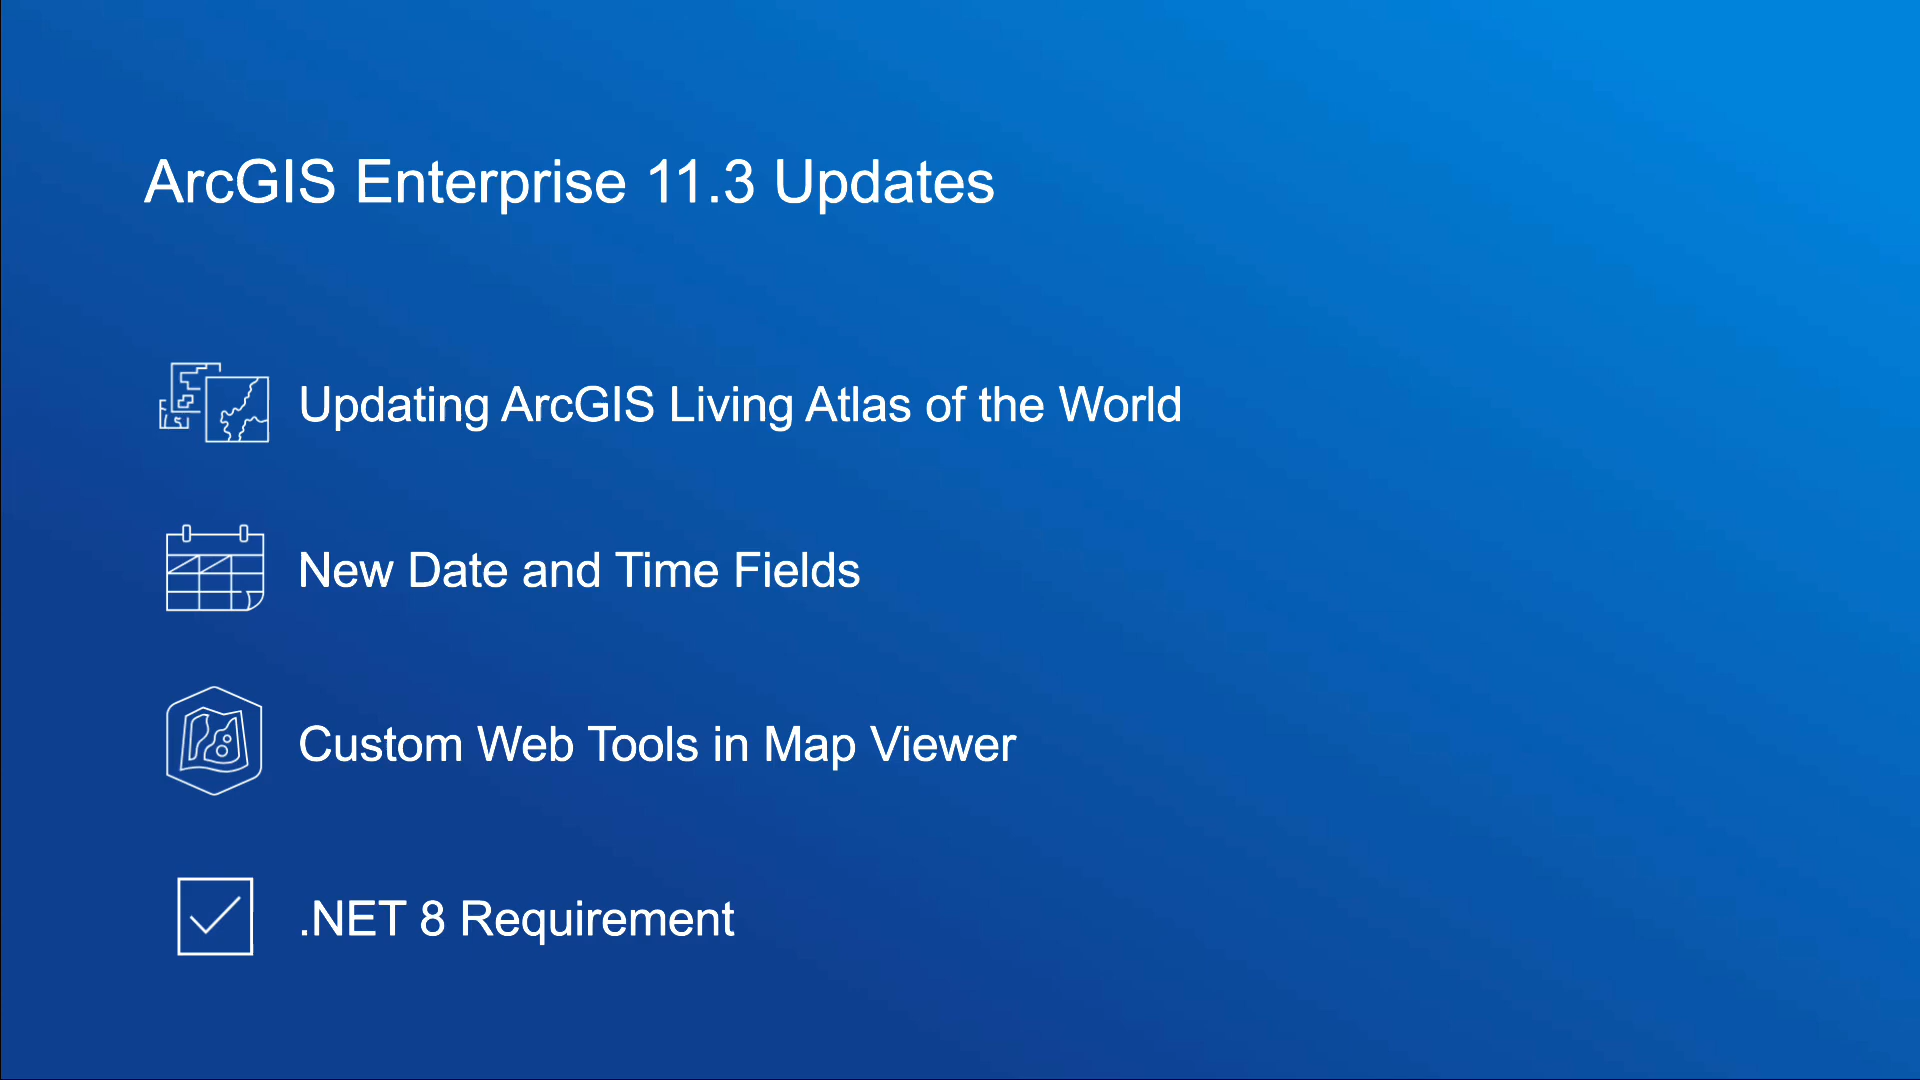 ArcGIS Enterprise 11.3 Updates
Updating ArcGIS Living Atlas of the World
New Date and Time Fields
Custom Web Tools in Map Viewer
.NET 8 Requirement